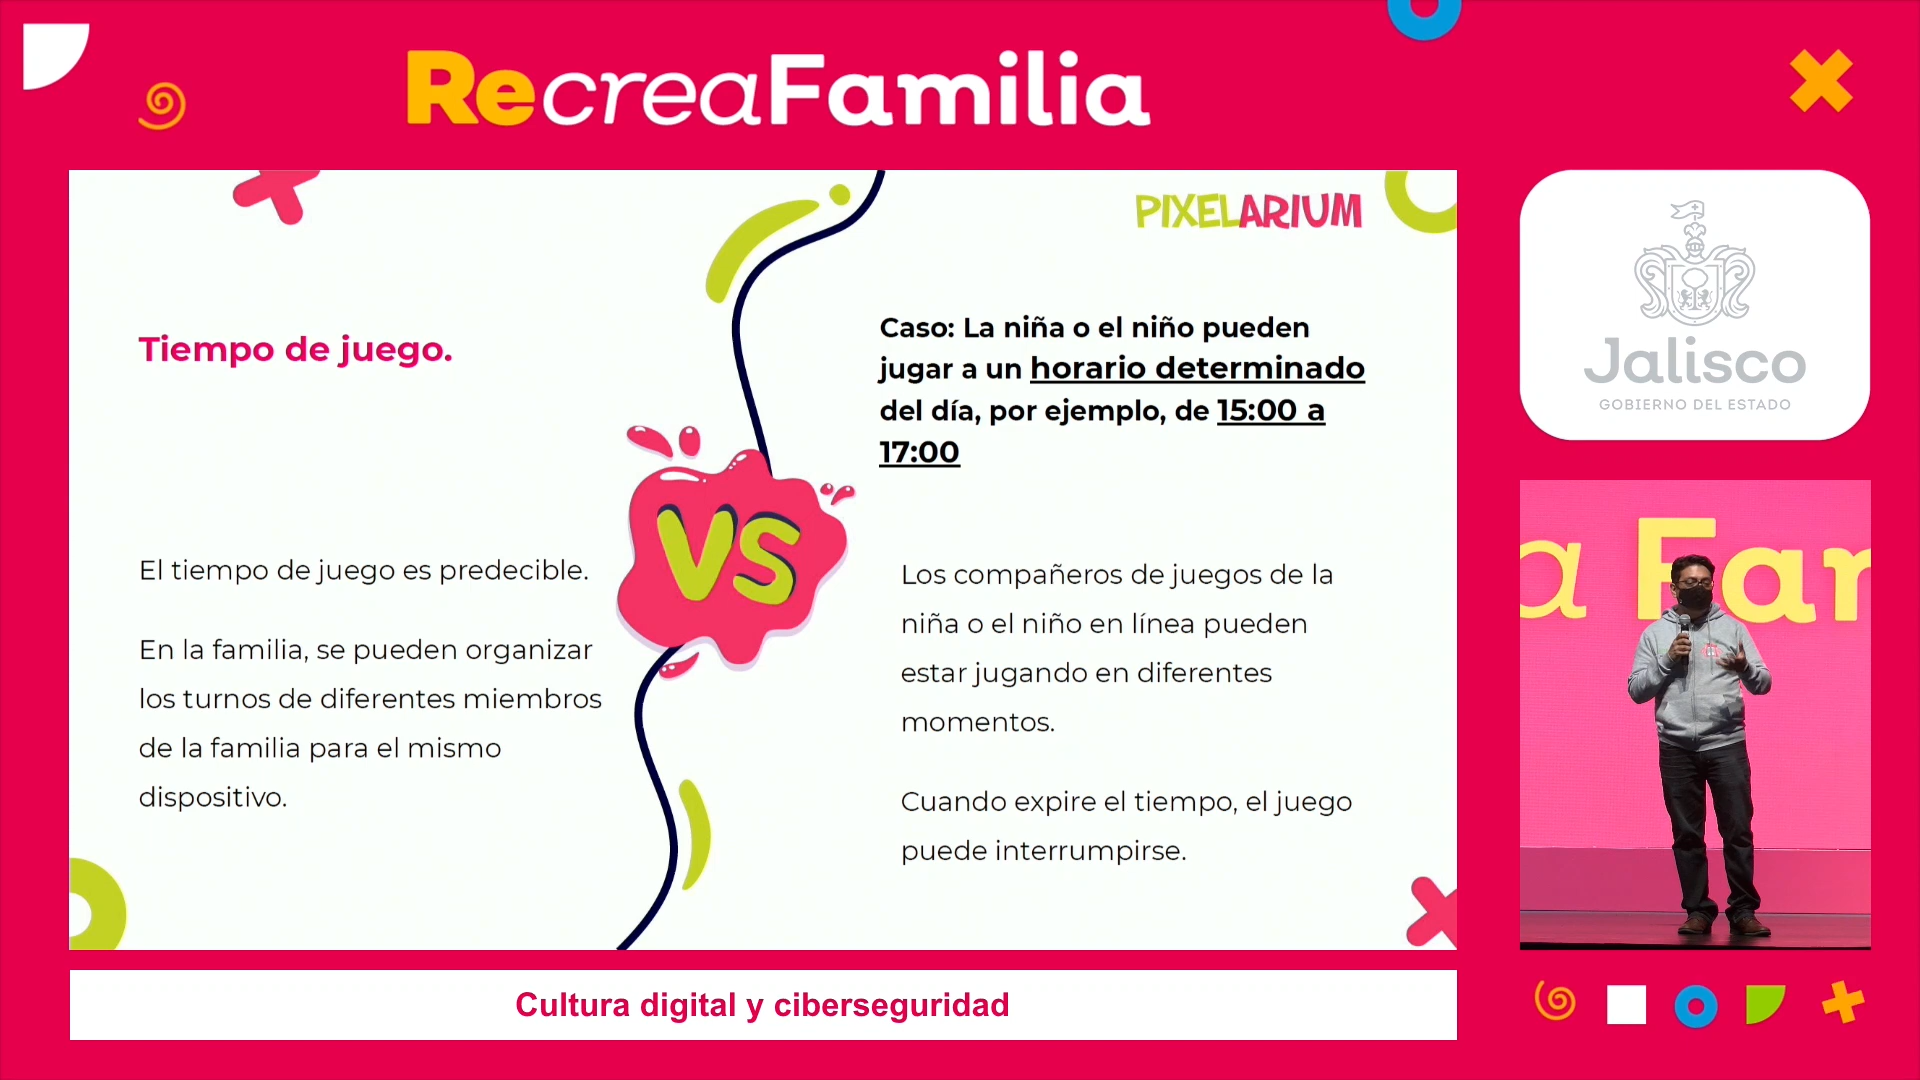 RecreaFamilia
PIXELARIUM
Tiempo de juego.
Caso: La niña o el niño pueden
jugar a un horario determinado
del día, por ejemplo, de 15:00 a
17:00
VS
El tiempo de juego es predecible.
En la familia, se pueden organizar
los turnos de diferentes miembros
de la familia para el mismo
dispositivo.
Los compañeros de juegos de la
niña o el niño en línea pueden
estar jugando en diferentes
momentos.
Cuando expire el tiempo, el juego
puede interrumpirse.
Jalisco
GOBIERNO DEL ESTADO
a Far
Cultura digital y ciberseguridad